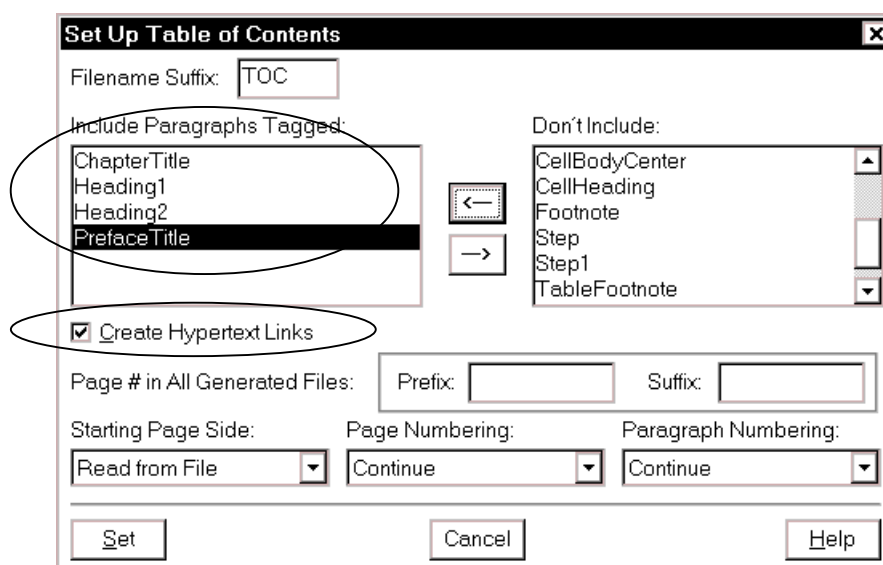 Set Up Table of Contents
Filename Suffix: TOC
Include Paragraphs Tagged:
ChapterTitle
Heading1
Heading2
PrefaceTitle
<—
—>
Don't Include:
CellBodyCenter
CellHeading
Footnote
Step
Step1
TableFootnote
Create Hypertext Links
Page # in All Generated Files: Prefix: Suffix:
Starting Page Side: Page Numbering: Paragraph Numbering:
Read from File Continue Continue
Set Cancel Help